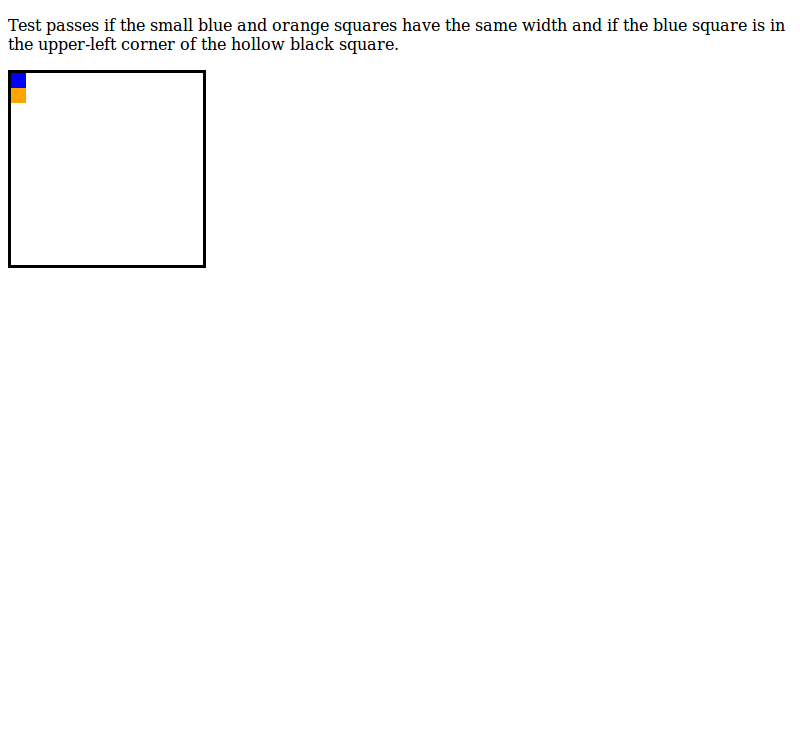 Test passes if the small blue and orange squares have the same width and if the blue square is in
the upper-left corner of the hollow black square.